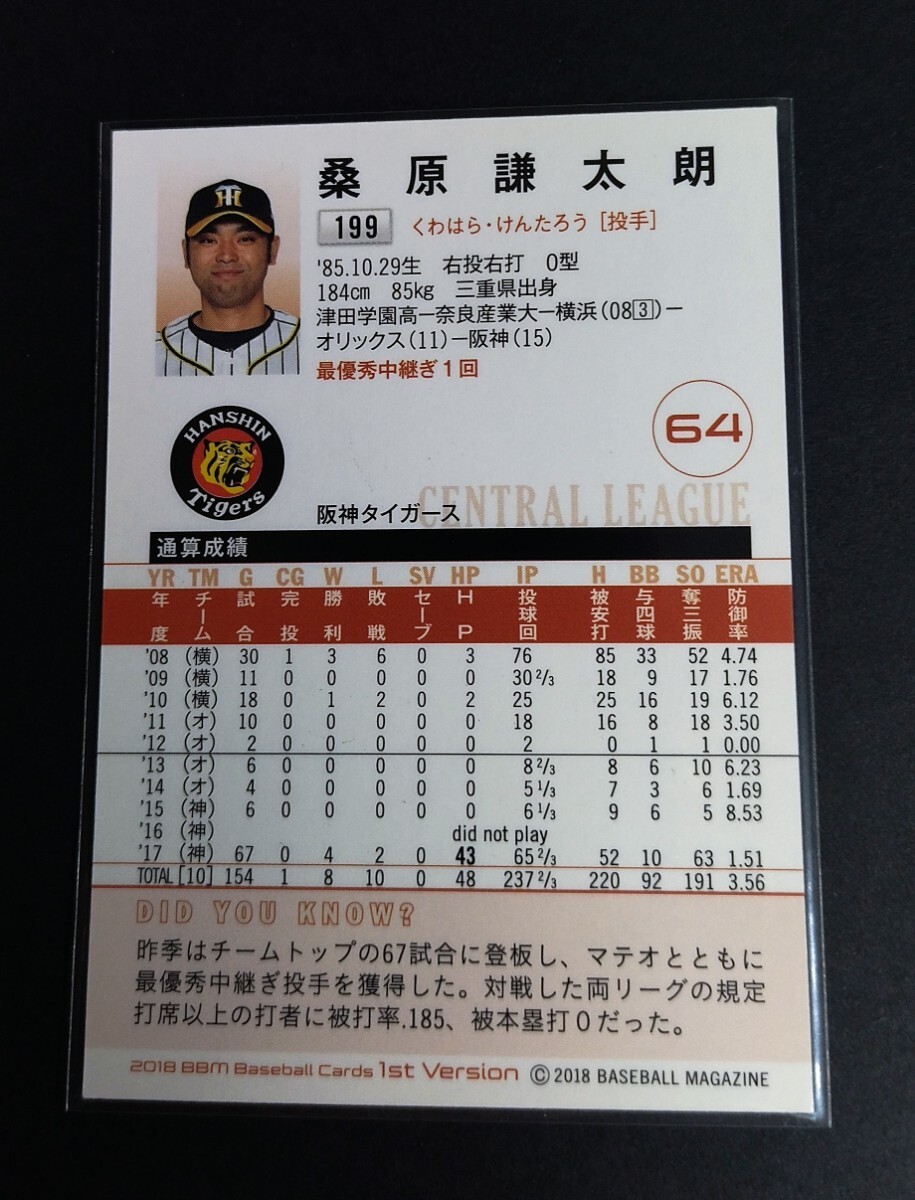 桑原謙太朗
199 くわはら・けんたろう [投手]
'85.10.29生 右投右打 O型
184cm 85kg 三重県出身
津田学園高ー奈良産業大ー横浜(08③)ー
オリックス(11)ー阪神(15)
最優秀中継ぎ1回
HANSHIN
Tigers
64
CENTRAL LEAGUE
阪神タイガース
通算成績
YR TM G CG W L SV HP IP H BB SO ERA
年度 チーム 試合 完投 勝利 敗戦 セーブ HP 投球回 被安打 与四球 奪三振 防御率
'08 (横) 30 1 3 6 0 3 76 85 33 52 4.74
'09 (横) 11 0 0 0 0 0 30 2/3 18 9 17 1.76
'10 (横) 18 0 1 2 0 2 25 25 16 19 6.12
'11 (オ) 10 0 0 0 0 0 18 16 8 18 3.50
'12 (オ) 2 0 0 0 0 0 2 0 1 1 0.00
'13 (オ) 6 0 0 0 0 0 8 2/3 8 6 10 6.23
'14 (オ) 4 0 0 0 0 0 5 1/3 7 3 6 1.69
'15 (神) 6 0 0 0 0 0 6 1/3 9 6 5 8.53
'16 (神) did not play
'17 (神) 67 0 4 2 0 43 65 2/3 52 10 63 1.51
TOTAL [10] 154 1 8 10 0 48 237 2/3 220 92 191 3.56
DID YOU KNOW?
昨季はチームトップの67試合に登板し、マテオとともに
最優秀中継ぎ投手を獲得した。対戦した両リーグの規定
打席以上の打者に被打率.185、被本塁打0だった。
2018 BBM Baseball Cards 1st Version © 2018 BASEBALL MAGAZINE